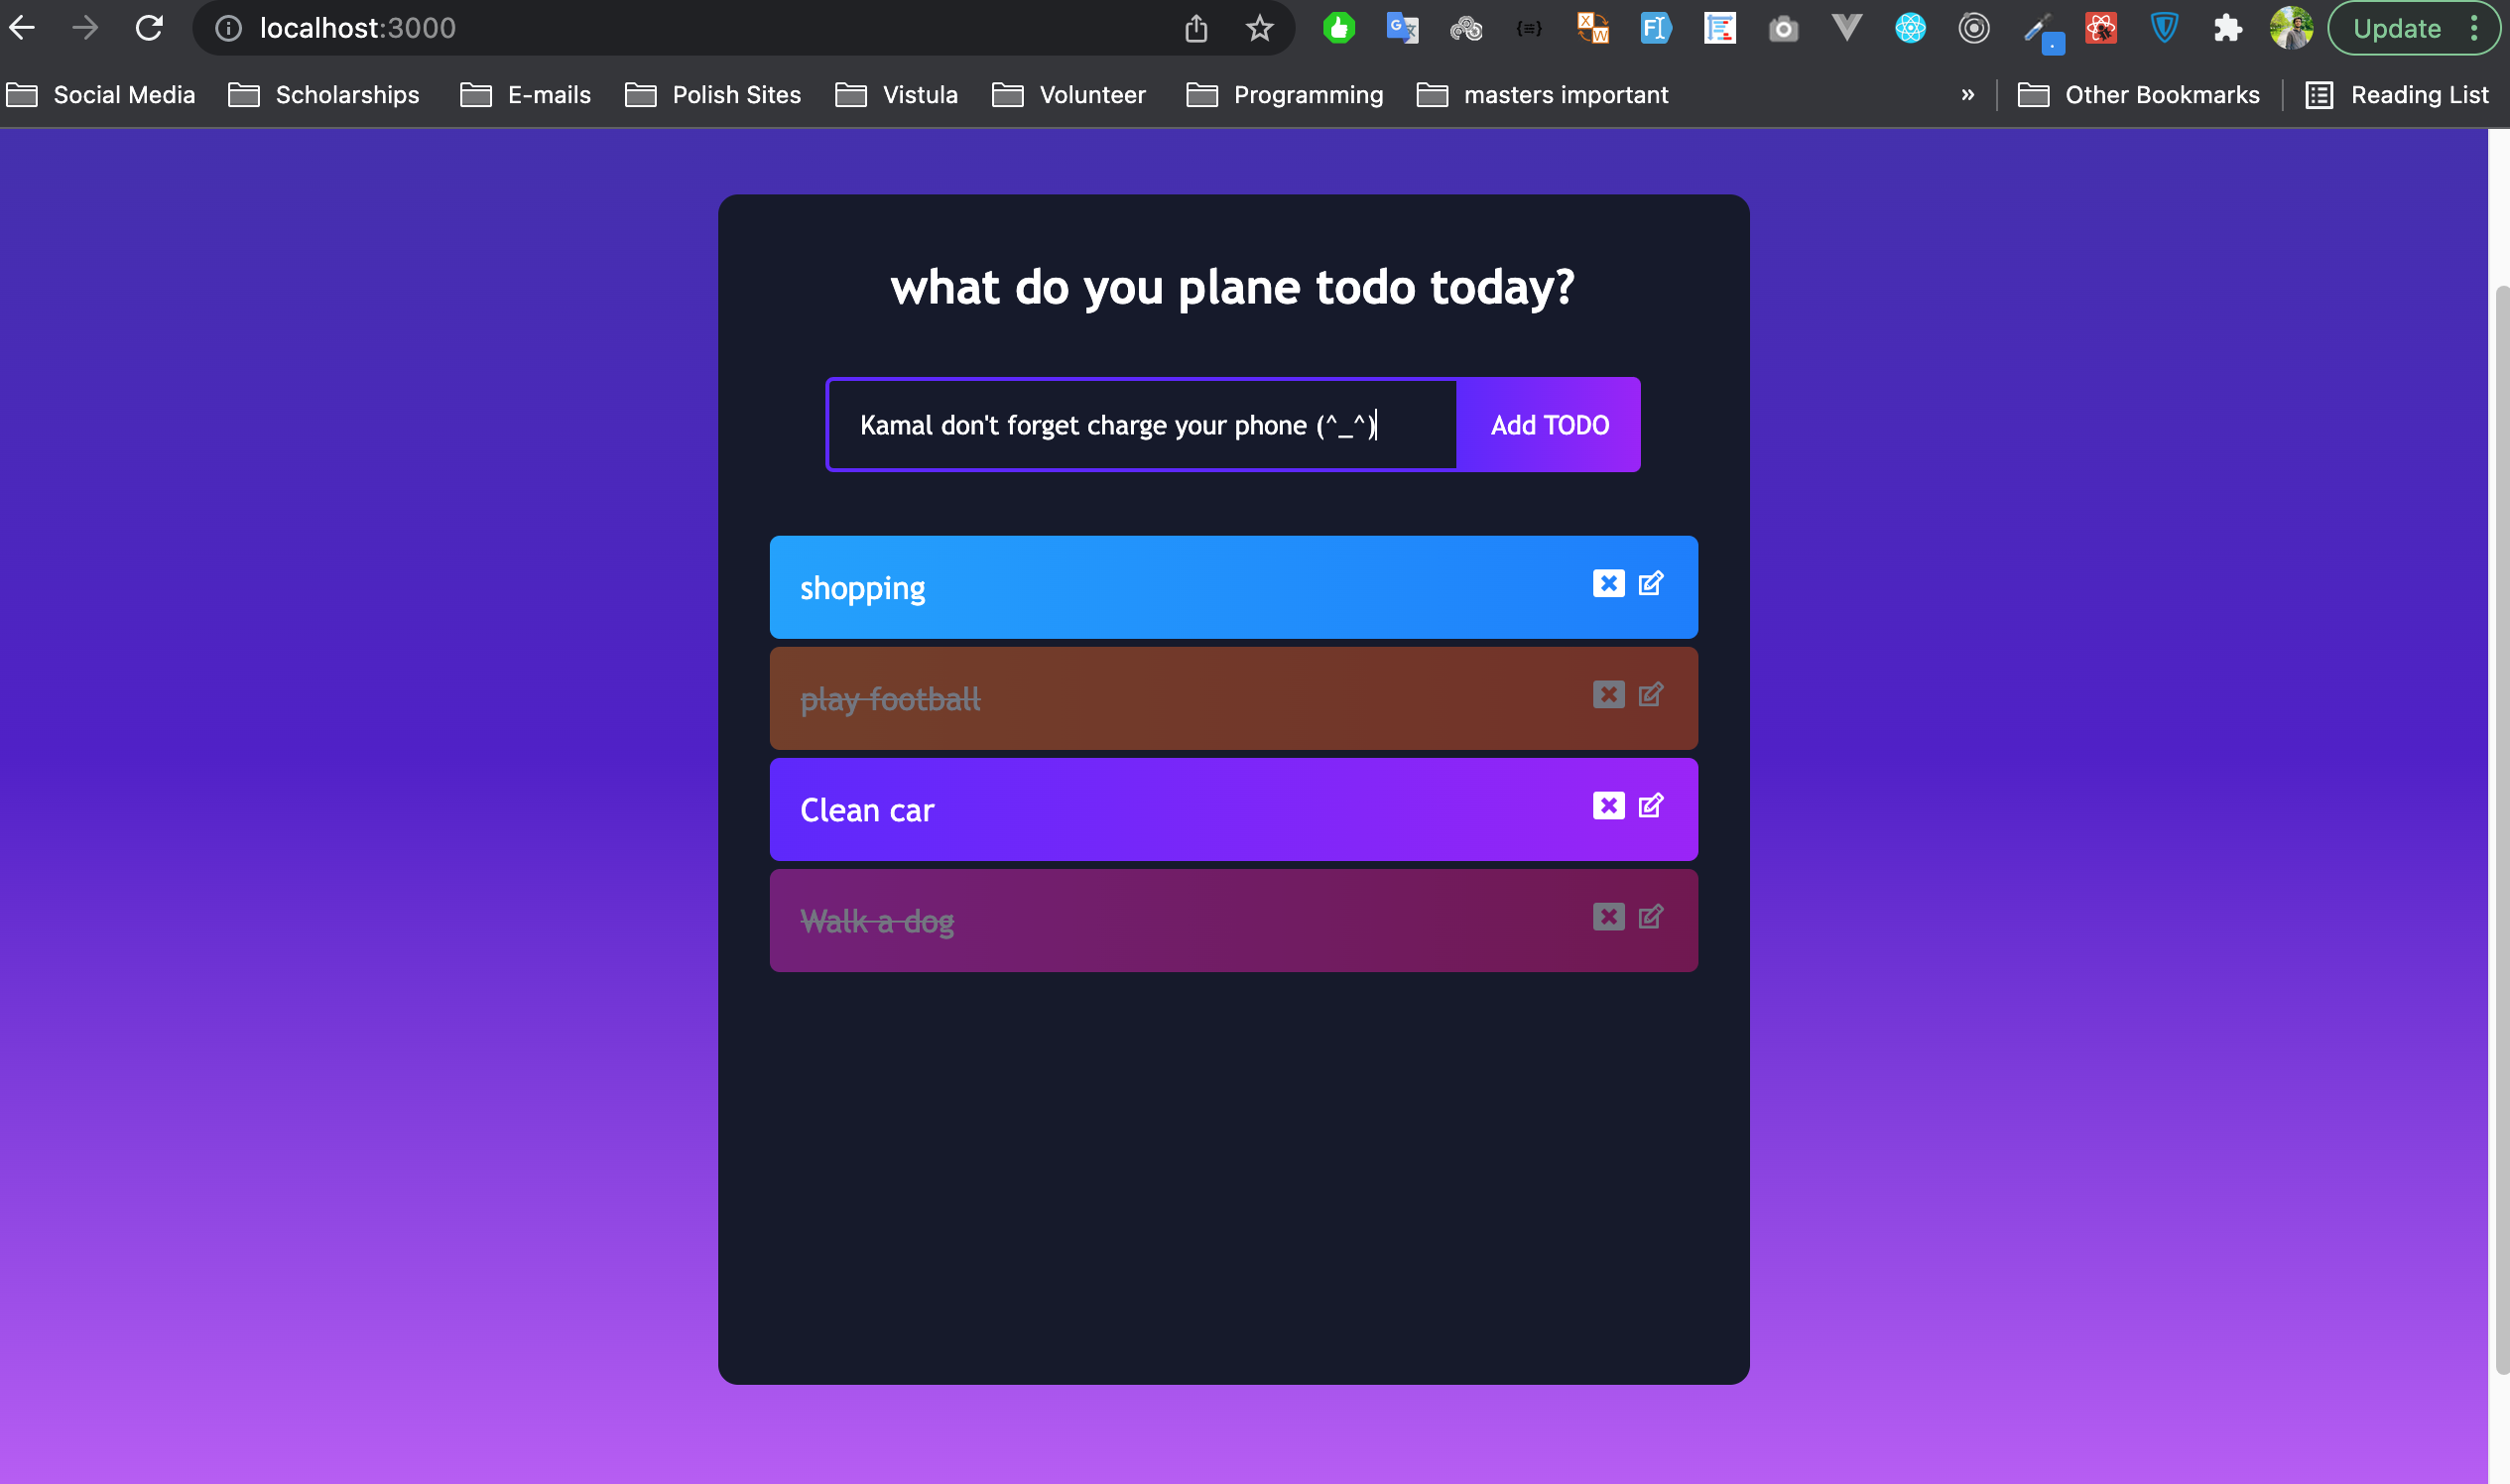 localhost:3000
Update
Social Media Scholarships E-mails Polish Sites Vistula Volunteer Programming masters important » Other Bookmarks Reading List
what do you plane todo today?
Kamal don't forget charge your phone (^_^) Add TODO
shopping
play football
Clean car
Walk a dog